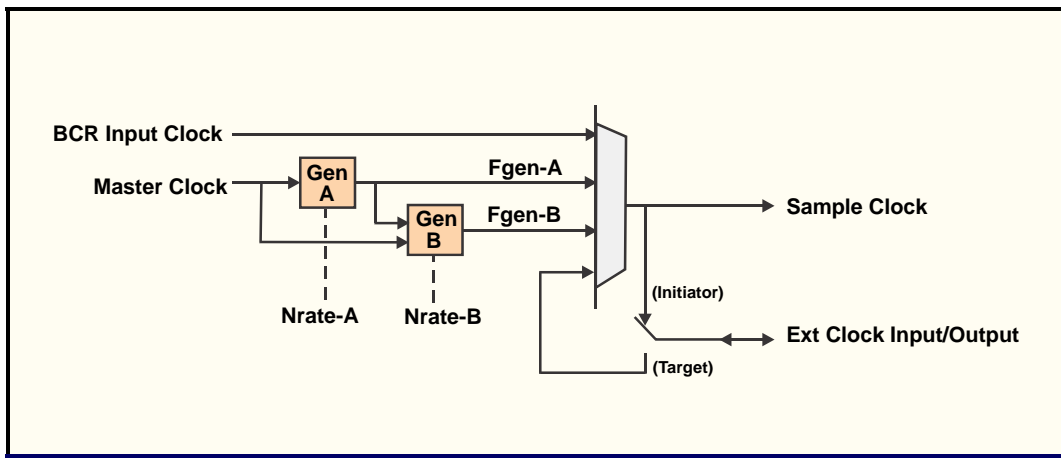 BCR Input Clock
Master Clock
Gen
A
Fgen-A
Gen
B
Fgen-B
Sample Clock
Nrate-A
Nrate-B
(Initiator)
Ext Clock Input/Output
(Target)